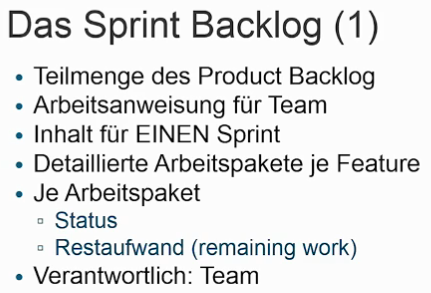 Das Sprint Backlog (1)
• Teilmenge des Product Backlog
• Arbeitsanweisung für Team
• Inhalt für EINEN Sprint
• Detaillierte Arbeitspakete je Feature
• Je Arbeitspaket
▫ Status
▫ Restaufwand (remaining work)
• Verantwortlich: Team